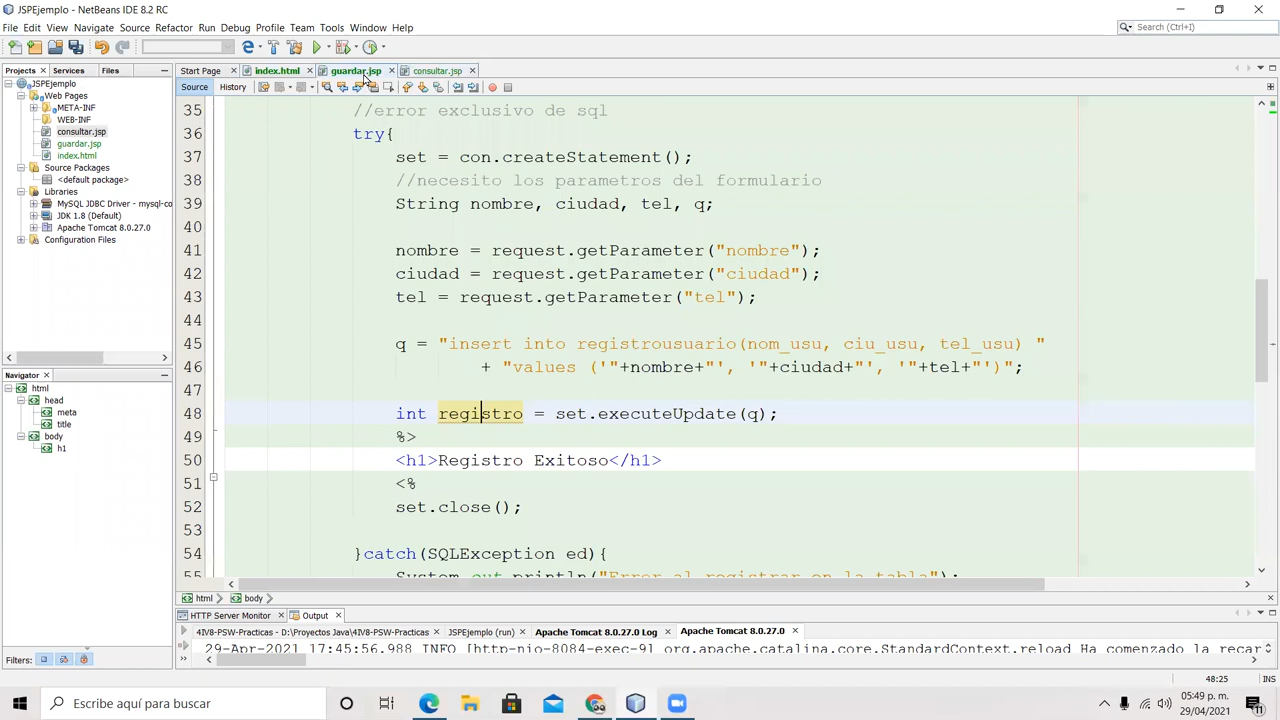 JSPEjemplo - NetBeans IDE 8.2 RC
File Edit View Navigate Source Refactor Run Debug Profile Team Tools Window Help
Search (Ctrl+I)
Projects Services Files
Start Page index.html guardar.jsp consultar.jsp
Source History
JSPEjemplo
Web Pages
META-INF
WEB-INF
consultar.jsp
guardar.jsp
index.html
Source Packages
<default package>
Libraries
MySQL JDBC Driver - mysql-co
JDK 1.8 (Default)
Apache Tomcat 8.0.27.0
Configuration Files
Navigator
html
head
meta
title
body
h1
Filters:
35 //error exclusivo de sql
36 try{
37 set = con.createStatement();
38 //necesito los parametros del formulario
39 String nombre, ciudad, tel, q;
40
41 nombre = request.getParameter("nombre");
42 ciudad = request.getParameter("ciudad");
43 tel = request.getParameter("tel");
44
45 q = "insert into registrousuario(nom_usu, ciu_usu, tel_usu) "
46 + "values ('"+nombre+"', '"+ciudad+"', '"+tel+"')";
47
48 int registro = set.executeUpdate(q);
49 %>
50 <h1>Registro Exitoso</h1>
51 <%
52 set.close();
53
54 }catch(SQLException ed){
55 System.out.println("Error al registrar en la tabla");
html body
HTTP Server Monitor Output
4IV8-PSW-Practicas - D:\Proyectos Java\4IV8-PSW-Practicas JSPEjemplo (run) Apache Tomcat 8.0.27.0 Log Apache Tomcat 8.0.27.0
29-Apr-2021 17:45:56.988 INFO [http-nio-8084-exec-9] org.apache.catalina.core.StandardContext.reload Ha comenzado la recar
48:25 INS
Escribe aquí para buscar
05:49 p. m.
29/04/2021
11